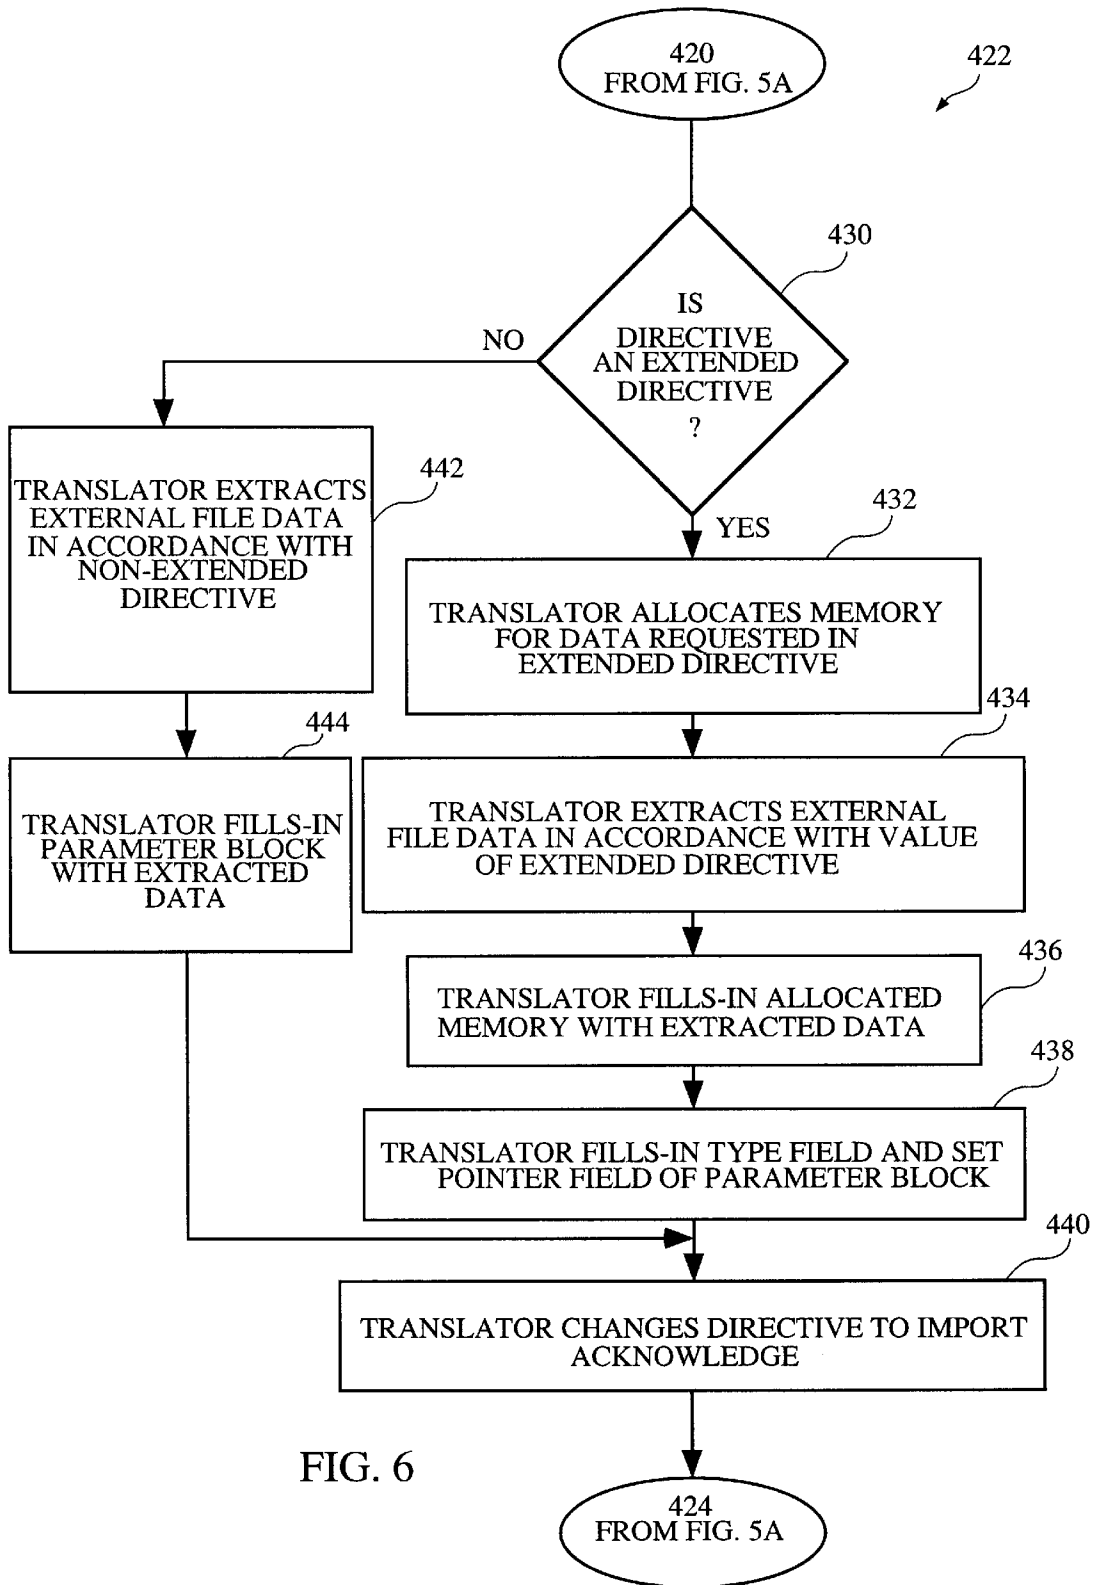 420
FROM FIG. 5A
422
430
IS
DIRECTIVE
AN EXTENDED
DIRECTIVE
?
NO
YES
442
TRANSLATOR EXTRACTS
EXTERNAL FILE DATA
IN ACCORDANCE WITH
NON-EXTENDED
DIRECTIVE
432
TRANSLATOR ALLOCATES MEMORY
FOR DATA REQUESTED IN
EXTENDED DIRECTIVE
444
TRANSLATOR FILLS-IN
PARAMETER BLOCK
WITH EXTRACTED
DATA
434
TRANSLATOR EXTRACTS EXTERNAL
FILE DATA IN ACCORDANCE WITH VALUE
OF EXTENDED DIRECTIVE
436
TRANSLATOR FILLS-IN ALLOCATED
MEMORY WITH EXTRACTED DATA
438
TRANSLATOR FILLS-IN TYPE FIELD AND SET
POINTER FIELD OF PARAMETER BLOCK
440
TRANSLATOR CHANGES DIRECTIVE TO IMPORT
ACKNOWLEDGE
FIG. 6
424
FROM FIG. 5A